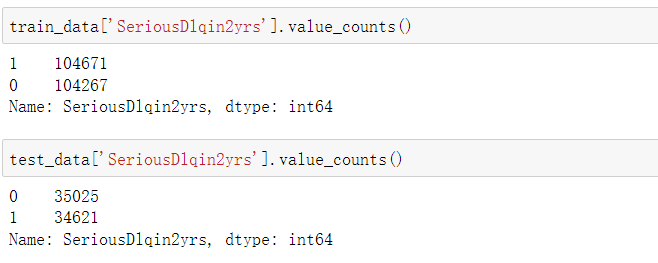 train_data['SeriousDlqin2yrs'].value_counts()
1    104671
0    104267
Name: SeriousDlqin2yrs, dtype: int64
test_data['SeriousDlqin2yrs'].value_counts()
0    35025
1    34621
Name: SeriousDlqin2yrs, dtype: int64